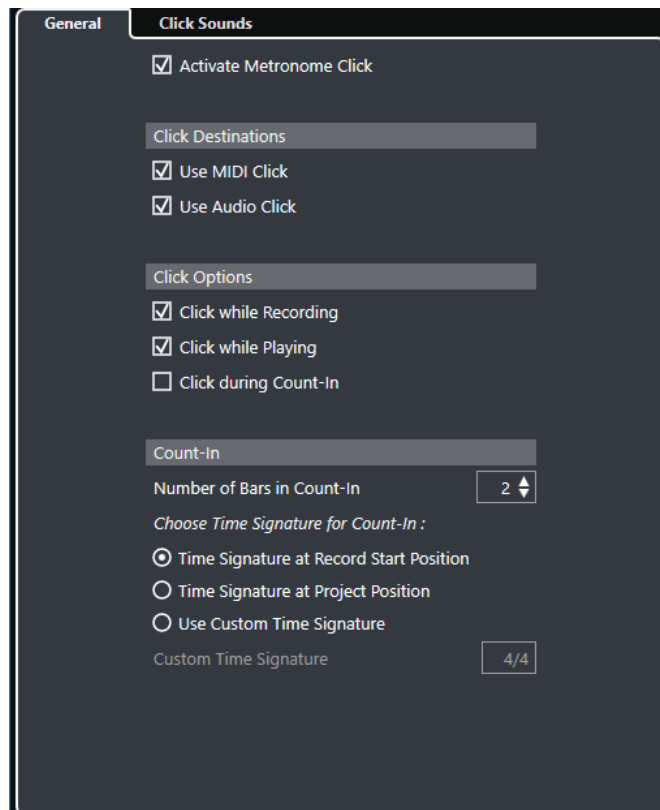 General Click Sounds
Activate Metronome Click
Click Destinations
Use MIDI Click
Use Audio Click
Click Options
Click while Recording
Click while Playing
Click during Count-In
Count-In
Number of Bars in Count-In 2
Choose Time Signature for Count-In :
Time Signature at Record Start Position
Time Signature at Project Position
Use Custom Time Signature
Custom Time Signature 4/4